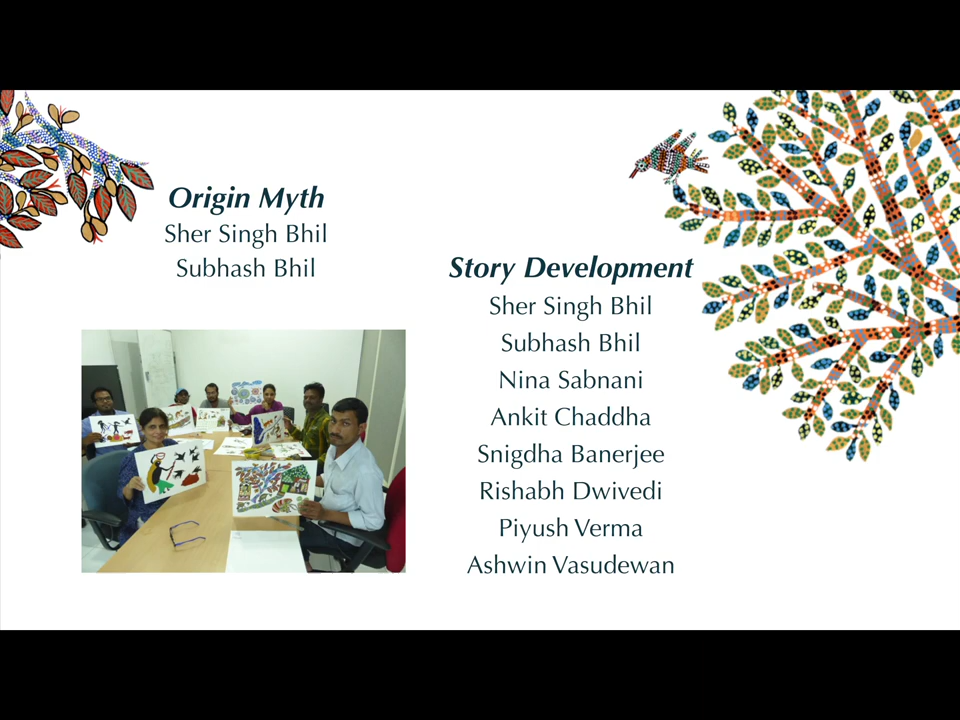 Origin Myth
Sher Singh Bhil
Subhash Bhil
Story Development
Sher Singh Bhil
Subhash Bhil
Nina Sabnani
Ankit Chaddha
Snigdha Banerjee
Rishabh Dwivedi
Piyush Verma
Ashwin Vasudewan